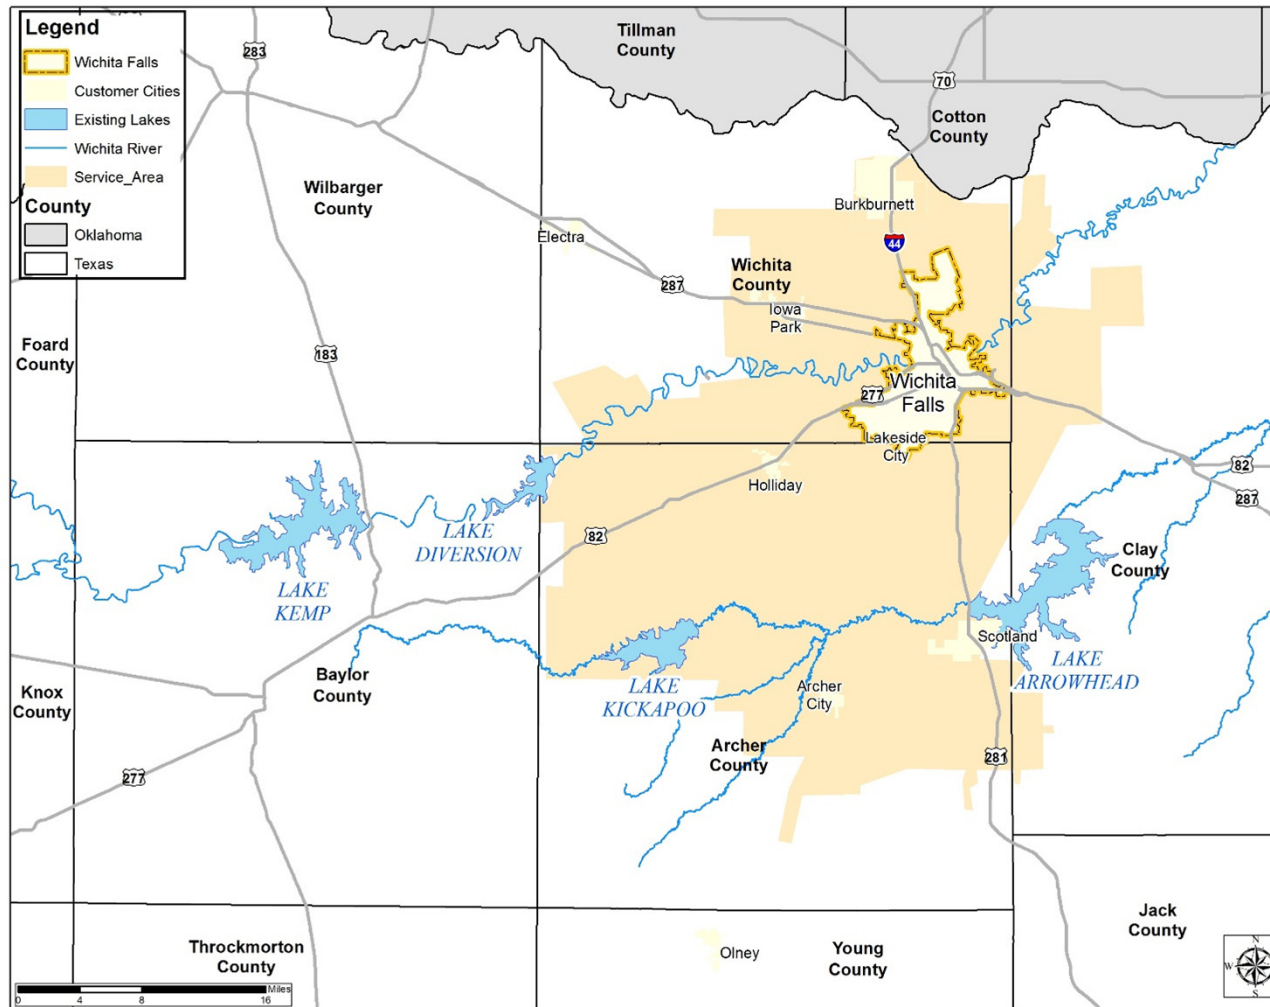 Legend
Wichita Falls
Customer Cities
Existing Lakes
Wichita River
Service_Area
County
Oklahoma
Texas
283
Tillman
County
70
Cotton
County
Wilbarger
County
Burkburnett
Electra
44
287
Wichita
County
Iowa
Park
Foard
County
183
277
Wichita
Falls
Lakeside
City
Holliday
82
287
LAKE
DIVERSION
82
Clay
County
LAKE
KEMP
Scotland
LAKE
ARROWHEAD
Baylor
County
LAKE
KICKAPOO
Archer
City
Knox
County
Archer
County
277
281
Jack
County
Throckmorton
County
Olney
Young
County
N
W
E
S
Miles
0 4 8 16